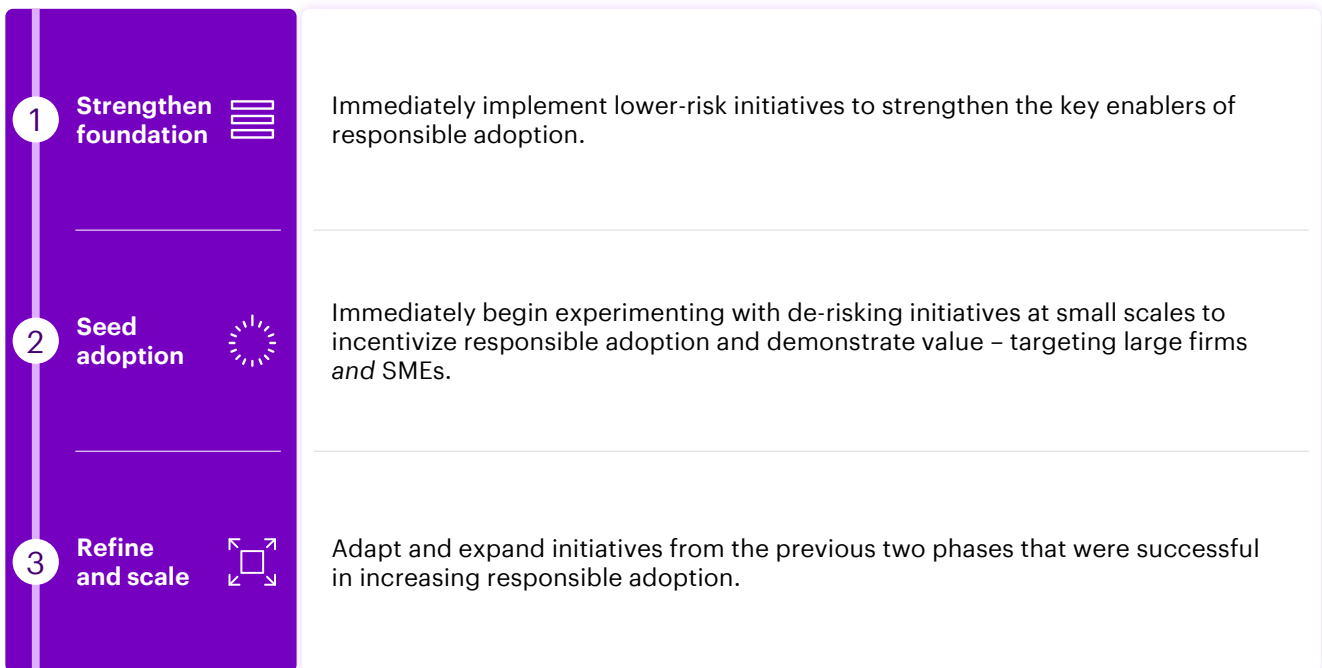 1
Strengthen
foundation
Immediately implement lower-risk initiatives to strengthen the key enablers of
responsible adoption.
2
Seed
adoption
Immediately begin experimenting with de-risking initiatives at small scales to
incentivize responsible adoption and demonstrate value – targeting large firms
and SMEs.
3
Refine
and scale
Adapt and expand initiatives from the previous two phases that were successful
in increasing responsible adoption.